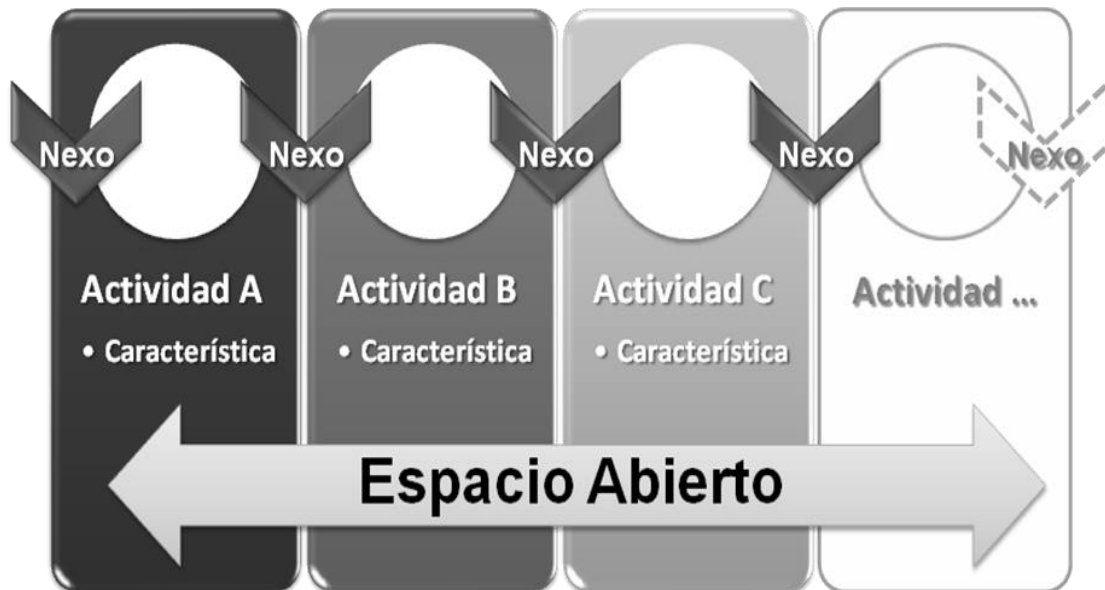 Nexo Nexo Nexo Nexo Nexo
Actividad A Actividad B Actividad C Actividad ...
• Característica • Característica • Característica
Espacio Abierto